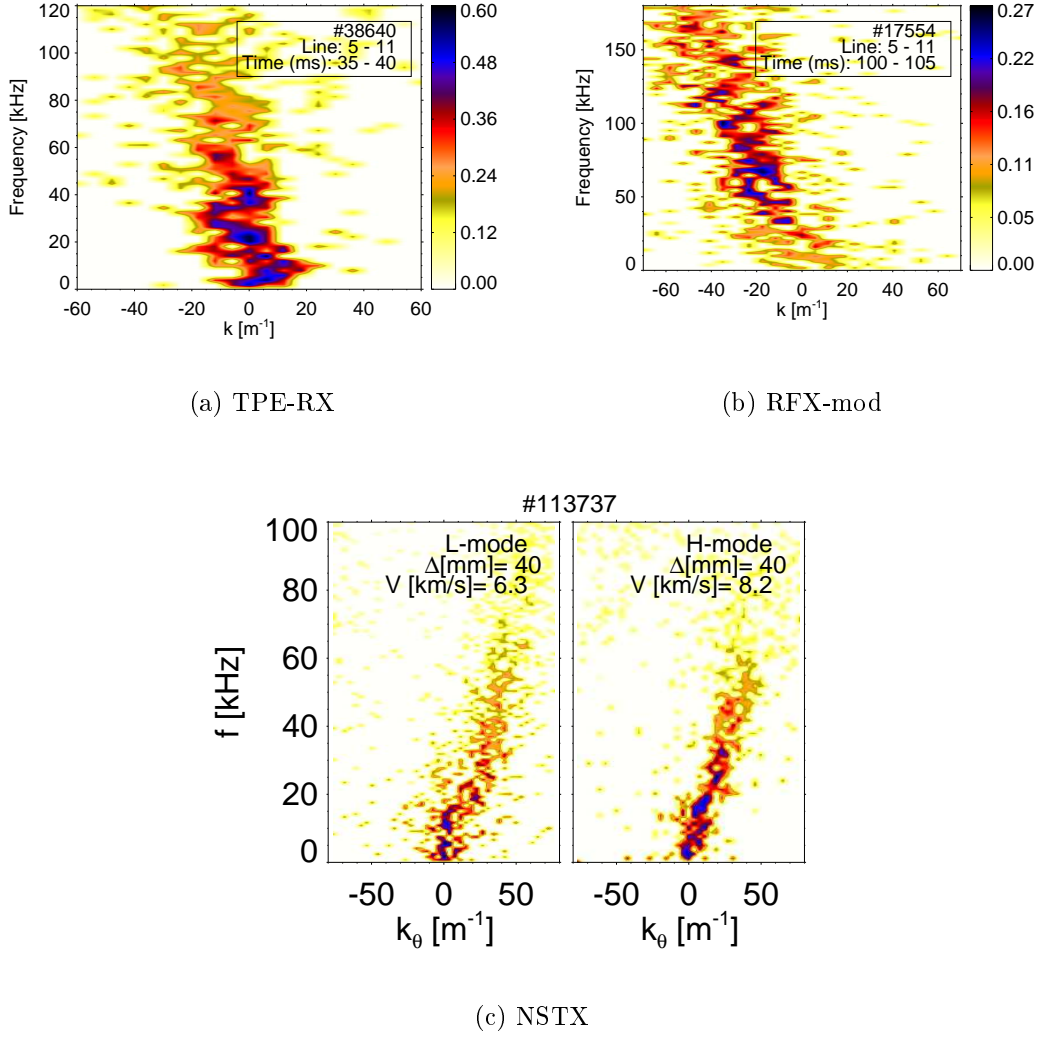 120
100
80
60
40
20
0
Frequency [kHz]
-60 -40 -20 0 20 40 60
k [m⁻¹]
#38640
Line: 5 - 11
Time (ms): 35 - 40
0.60
0.48
0.36
0.24
0.12
0.00
(a) TPE-RX
150
100
50
0
Frequency [kHz]
-60 -40 -20 0 20 40 60
k [m⁻¹]
#17554
Line: 5 - 11
Time (ms): 100 - 105
0.27
0.22
0.16
0.11
0.05
0.00
(b) RFX-mod
#113737
100
80
60
40
20
0
f [kHz]
L-mode
Δ[mm]= 40
V [km/s]= 6.3
-50 0 50
k_θ [m⁻¹]
H-mode
Δ[mm]= 40
V [km/s]= 8.2
-50 0 50
k_θ [m⁻¹]
(c) NSTX